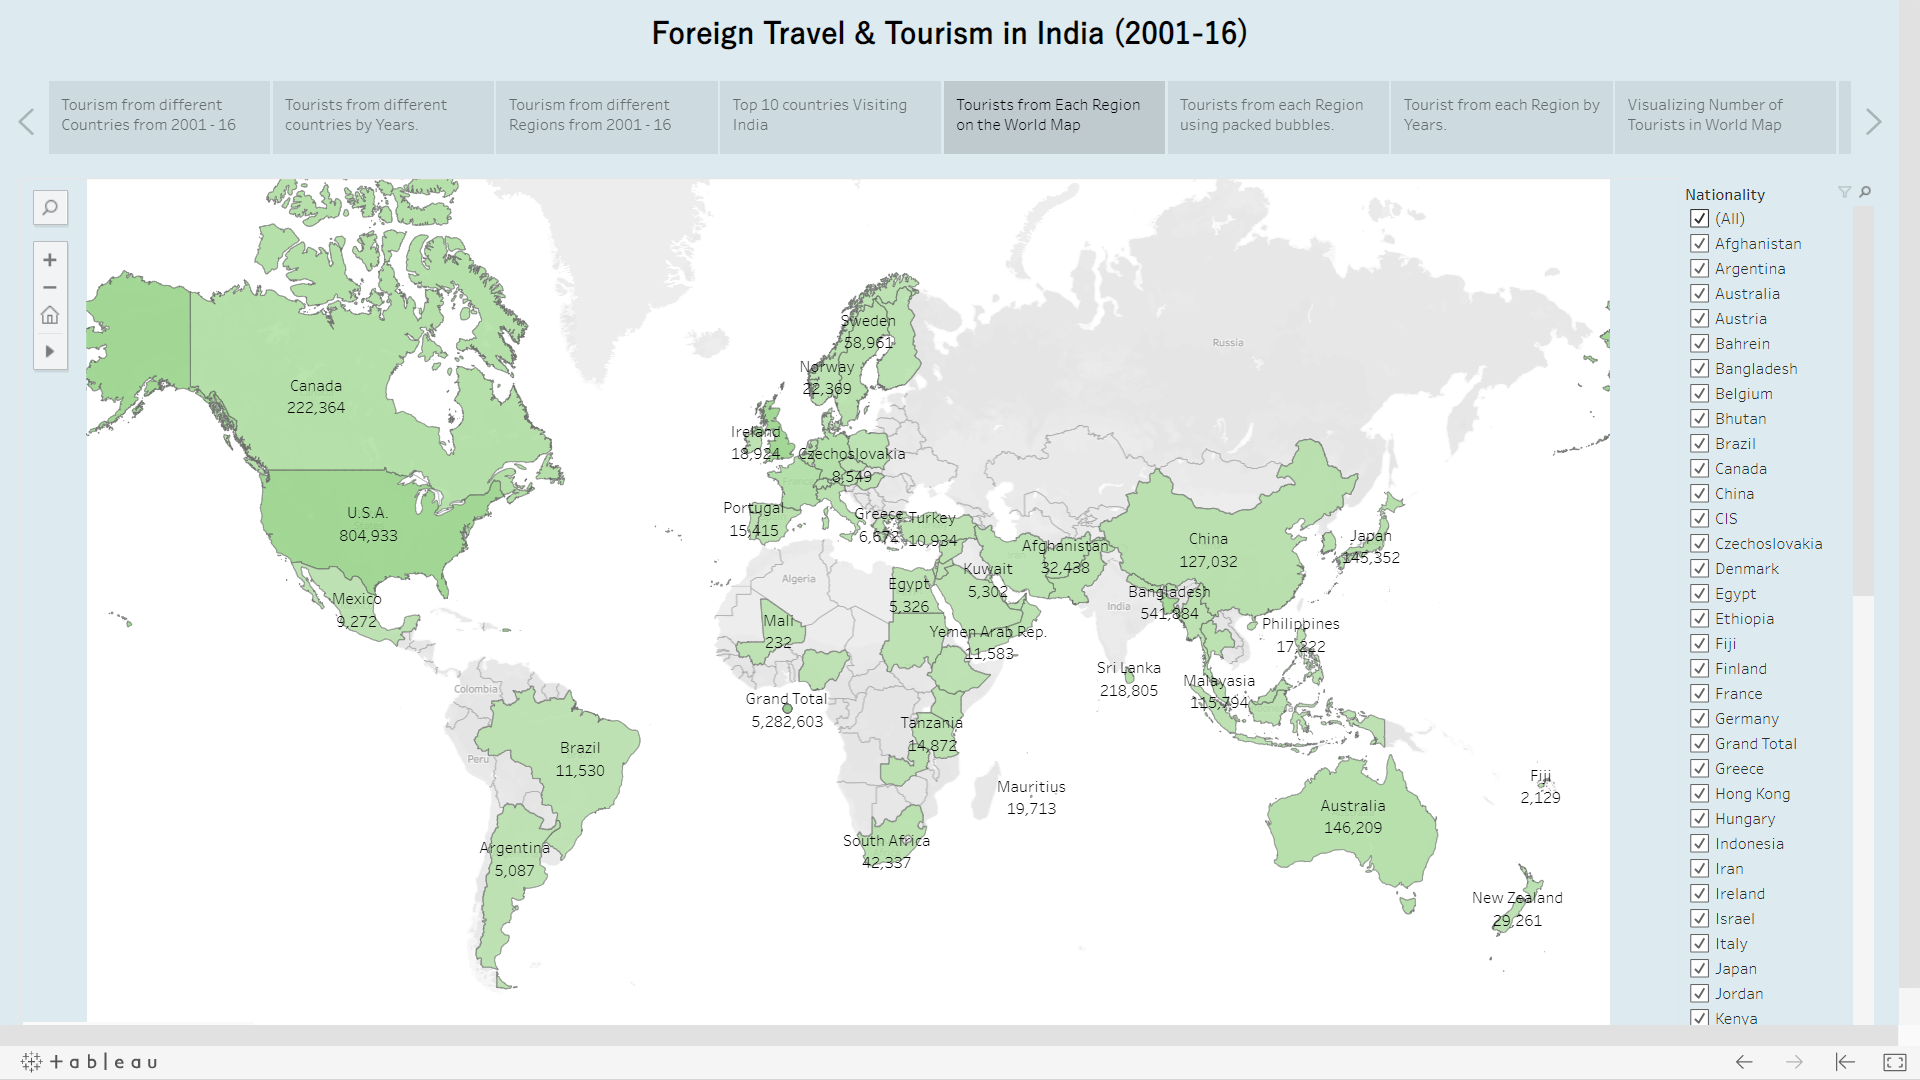 Foreign Travel & Tourism in India (2001-16)
Tourism from different
Countries from 2001 - 16
Tourists from different
countries by Years.
Tourism from different
Regions from 2001 - 16
Top 10 countries Visiting
India
Tourists from Each Region
on the World Map
Tourists from each Region
using packed bubbles.
Tourist from each Region by
Years.
Visualizing Number of
Tourists in World Map
Sweden
58,961
Russia
Norway
22,369
Canada
222,364
Ireland
18,924
Czechoslovakia
8,549
France
Portugal
15,415
Greece
6,672
Turkey
10,934
U.S.A.
804,933
Afghanistan
32,438
China
127,032
Japan
145,352
Algeria
Egypt
5,326
Kuwait
5,302
Bangladesh
541,884
India
Mexico
9,272
Mali
232
Yemen Arab Rep.
11,583
Philippines
17,222
Sri Lanka
218,805
Malayasia
115,794
Colombia
Grand Total
5,282,603
Tanzania
14,872
Brazil
11,530
Peru
Mauritius
19,713
Fiji
2,129
Australia
146,209
Argentina
5,087
South Africa
42,337
New Zealand
29,261
Nationality
(All)
Afghanistan
Argentina
Australia
Austria
Bahrein
Bangladesh
Belgium
Bhutan
Brazil
Canada
China
CIS
Czechoslovakia
Denmark
Egypt
Ethiopia
Fiji
Finland
France
Germany
Grand Total
Greece
Hong Kong
Hungary
Indonesia
Iran
Ireland
Israel
Italy
Japan
Jordan
Kenya
+ a b l e a u